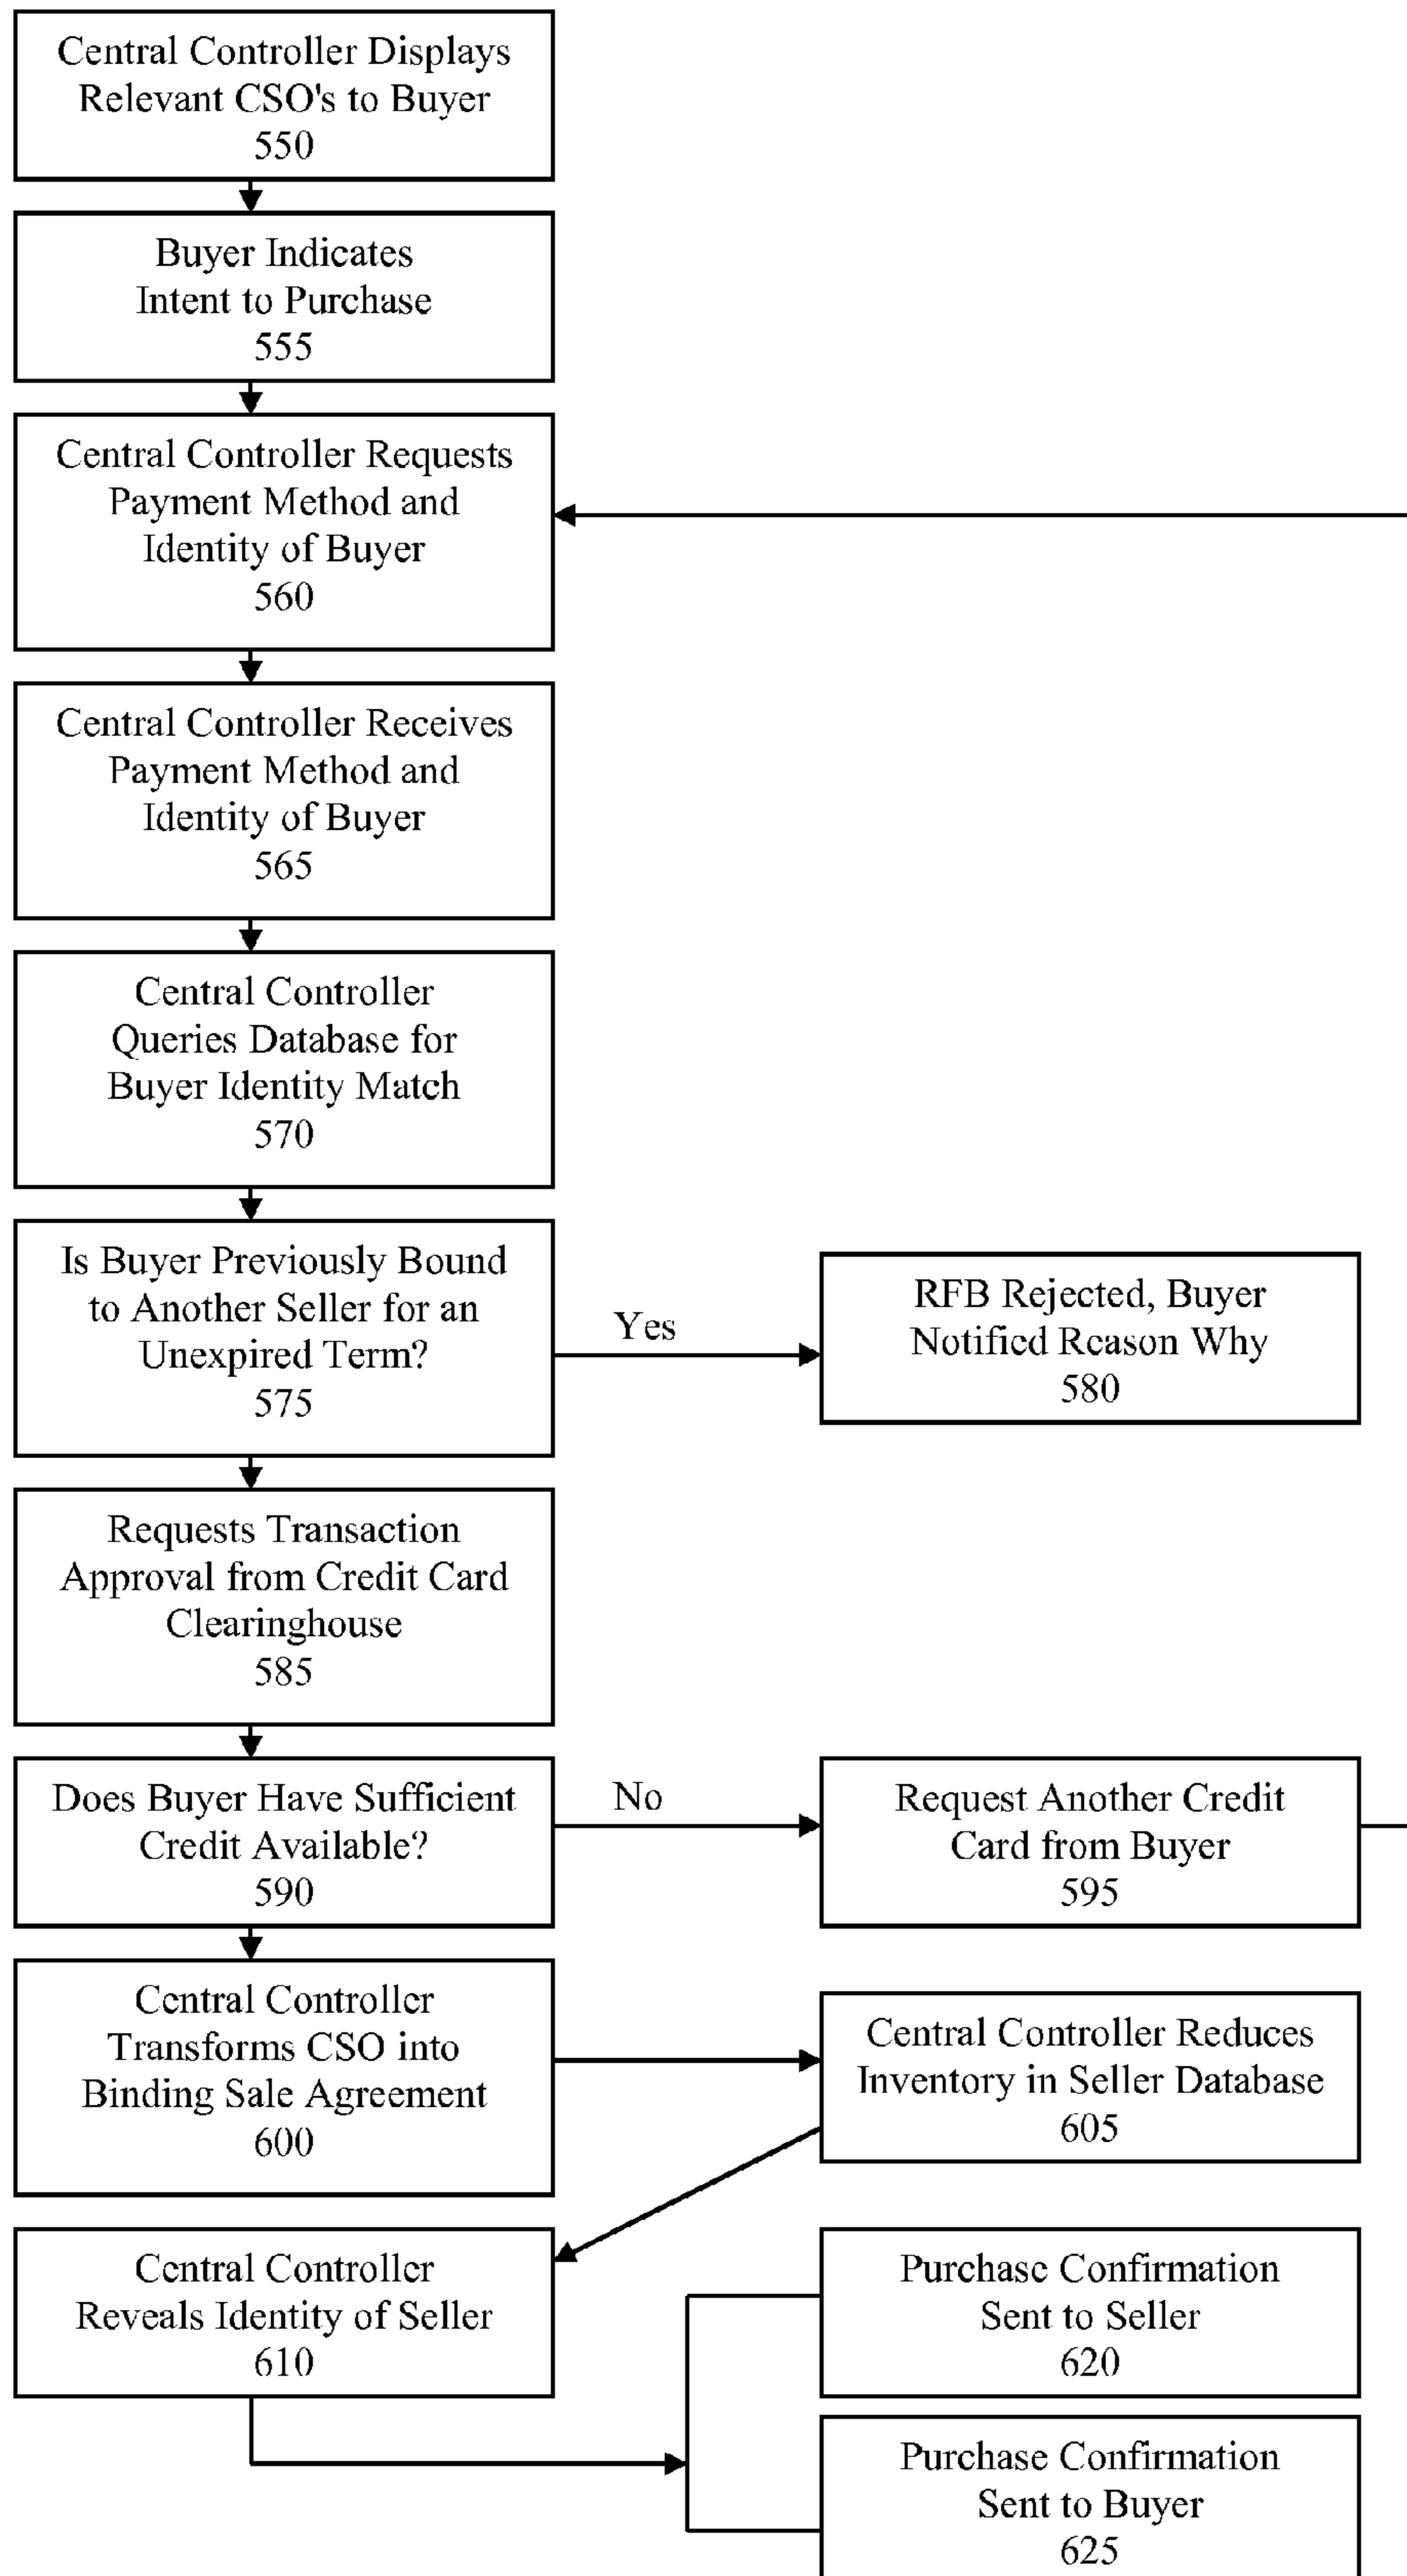 Central Controller Displays
Relevant CSO's to Buyer
550
Buyer Indicates
Intent to Purchase
555
Central Controller Requests
Payment Method and
Identity of Buyer
560
Central Controller Receives
Payment Method and
Identity of Buyer
565
Central Controller
Queries Database for
Buyer Identity Match
570
Is Buyer Previously Bound
to Another Seller for an
Unexpired Term?
575
Yes
RFB Rejected, Buyer
Notified Reason Why
580
Requests Transaction
Approval from Credit Card
Clearinghouse
585
Does Buyer Have Sufficient
Credit Available?
590
No
Request Another Credit
Card from Buyer
595
Central Controller
Transforms CSO into
Binding Sale Agreement
600
Central Controller Reduces
Inventory in Seller Database
605
Central Controller
Reveals Identity of Seller
610
Purchase Confirmation
Sent to Seller
620
Purchase Confirmation
Sent to Buyer
625